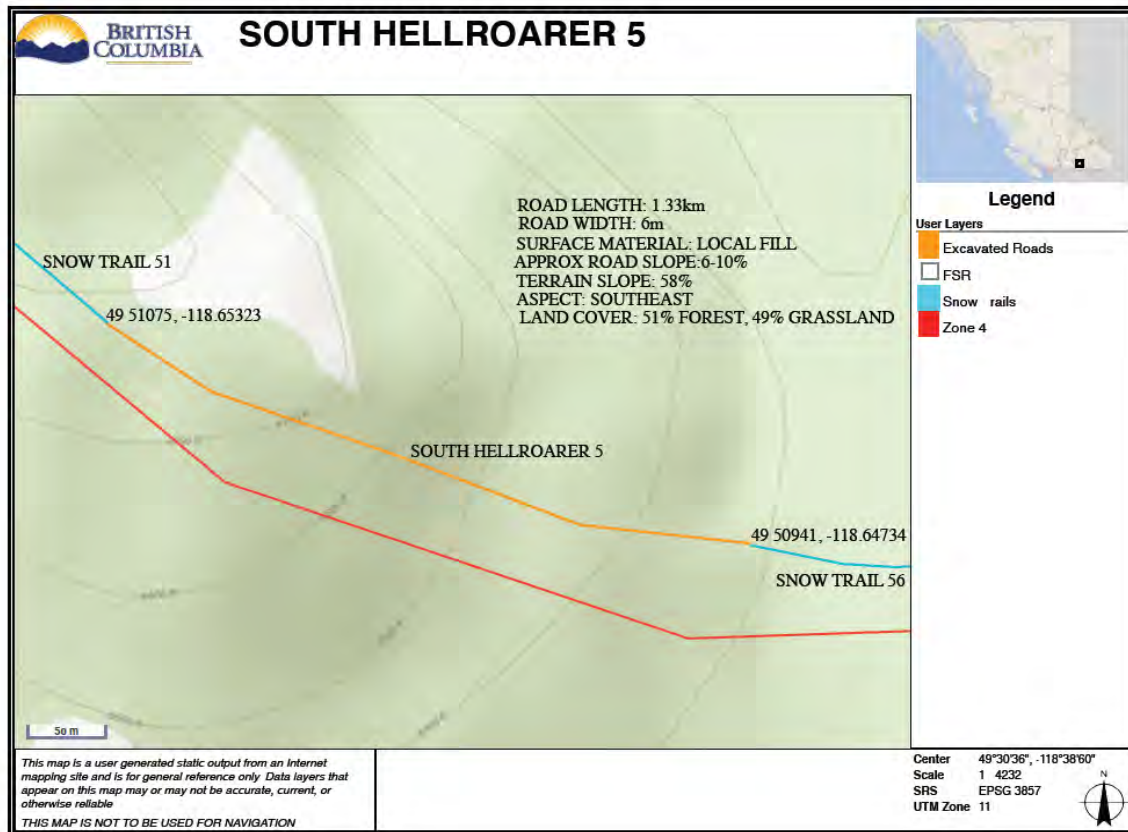 BRITISH
COLUMBIA
SOUTH HELLROARER 5
ROAD LENGTH: 1.33km
ROAD WIDTH: 6m
SURFACE MATERIAL: LOCAL FILL
APPROX ROAD SLOPE:6-10%
TERRAIN SLOPE: 58%
ASPECT: SOUTHEAST
LAND COVER: 51% FOREST, 49% GRASSLAND
SNOW TRAIL 51
49 51075, -118.65323
SOUTH HELLROARER 5
49 50941, -118.64734
SNOW TRAIL 56
50 m
Legend
User Layers
Excavated Roads
FSR
Snow rails
Zone 4
This map is a user generated static output from an Internet
mapping site and is for general reference only Data layers that
appear on this map may or may not be accurate, current, or
otherwise reliable
THIS MAP IS NOT TO BE USED FOR NAVIGATION
Center 49°30'36", -118°38'60"
Scale 1 4232
SRS EPSG 3857
UTM Zone 11
N